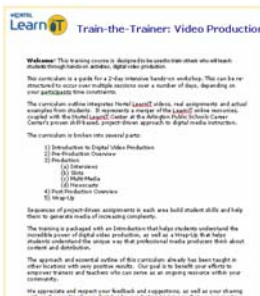 HCPTEL
Learn iT
Train-the-Trainer: Video Production
Welcome! This training course is designed to be used to train others who will teach
students through hands-on activities, digital video production.
This curriculum is a guide for a 2-day intensive hands-on workshop. This can be re-
structured to occur over multiple sessions over a number of days, depending on
your participants time constraints.
The curriculum outline integrates Hortel LearniT videos, real assignments and actual
examples from students. It represents a merger of the LearniT online resources,
coupled with the Hortel LearniT Center at the Arlington Public Schools Career
Center's proven skill-based, project-driven approach to digital media instruction.
The curriculum is broken into several parts:
1) Introduction to Digital Video Production
2) Pre-Production Overview
3) Production
(a) Interviews
(b) Skits
(c) Multi-Media
(d) Newscasts
4) Post Production Overview
5) Wrap-Up
Sequences of project-driven assignments in each area build student skills and help
them to generate media of increasing complexity.
The training is packaged with an Introduction that helps students understand the
incredible power of digital video production, as well as a Wrap-Up that helps
students understand the unique way that professional media producers think about
content and distribution.
The approach and essential outline of this curriculum already has been taught in
other locations with very positive results. Our goal is to benefit your efforts to
empower trainers and teachers who can serve as an ongoing resource within your
community.
We appreciate and respect your feedback and suggestions, as well as your sharing